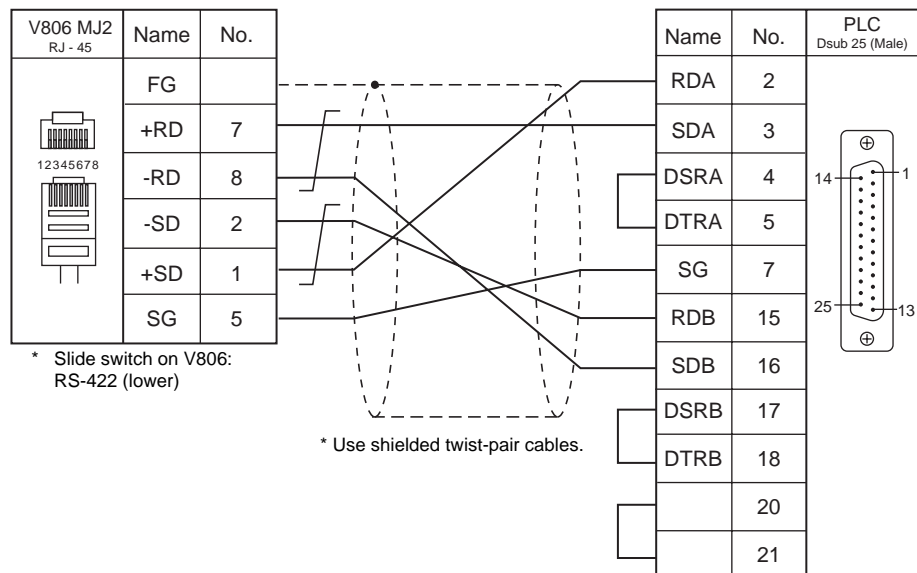 V806 MJ2
RJ - 45
Name
No.
FG
+RD 7
-RD 8
-SD 2
+SD 1
SG 5
12345678
* Slide switch on V806:
RS-422 (lower)
* Use shielded twist-pair cables.
Name
No.
PLC
Dsub 25 (Male)
RDA 2
SDA 3
DSRA 4
DTRA 5
SG 7
RDB 15
SDB 16
DSRB 17
DTRB 18
20
21
14
1
25
13